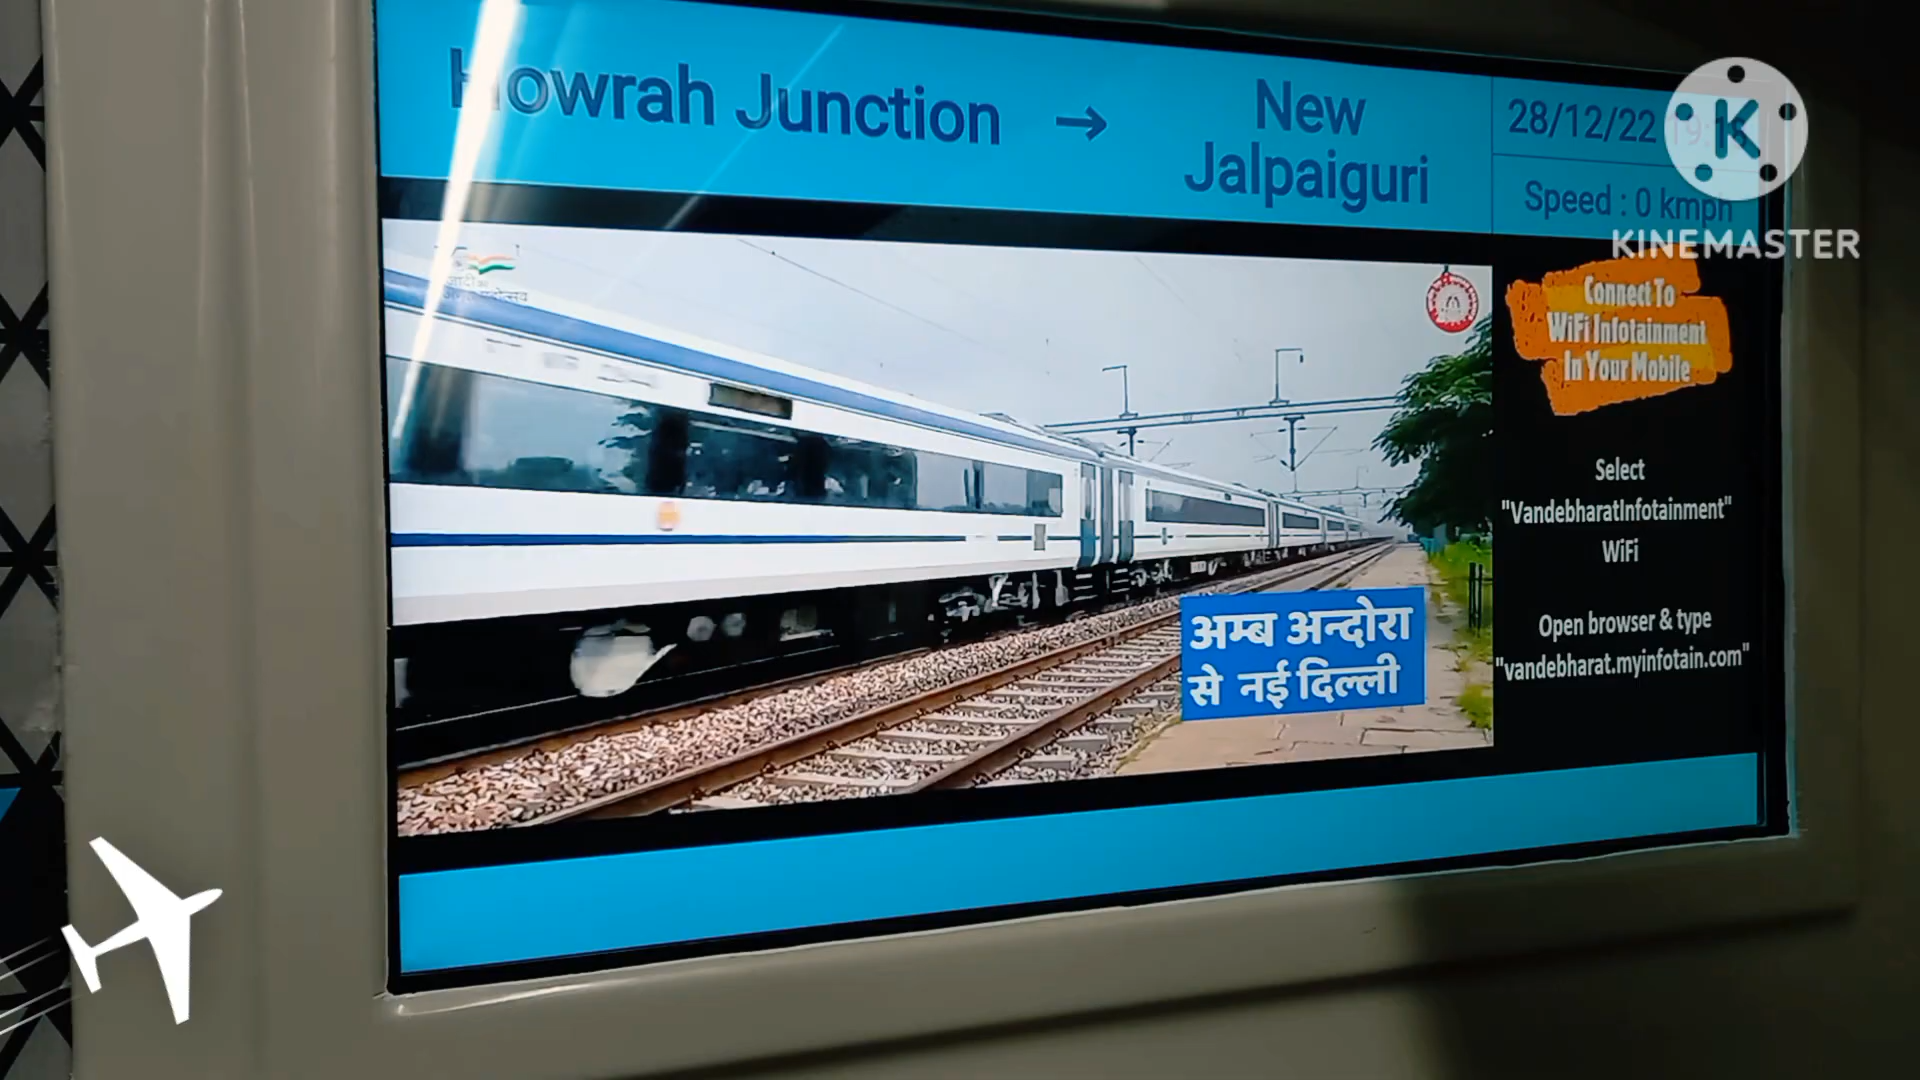 Howrah Junction → New Jalpaiguri
28/12/22
Speed : 0 kmph
KINEMASTER
Connect To
WiFi Infotainment
In Your Mobile
Select
"VandebharatInfotainment"
WiFi
Open browser & type
"vandebharat.myinfotain.com"
अम्ब अन्दोरा
से नई दिल्ली